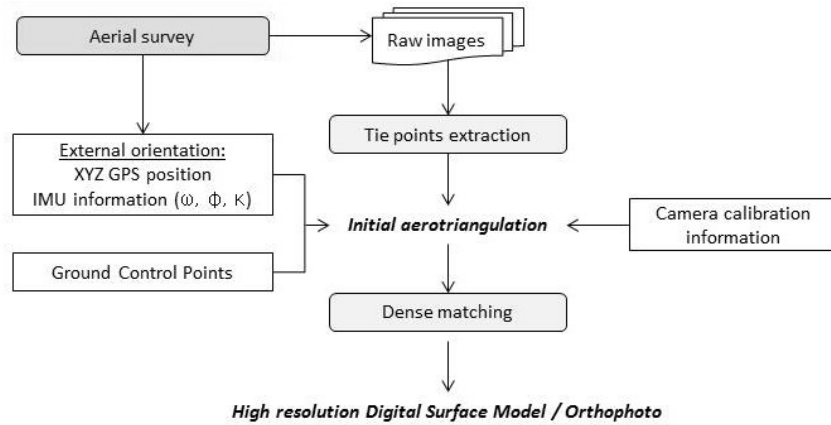 Aerial survey
Raw images
Tie points extraction
External orientation:
XYZ GPS position
IMU information (ω, Φ, κ)
Initial aerotriangulation
Camera calibration
information
Ground Control Points
Dense matching
High resolution Digital Surface Model / Orthophoto